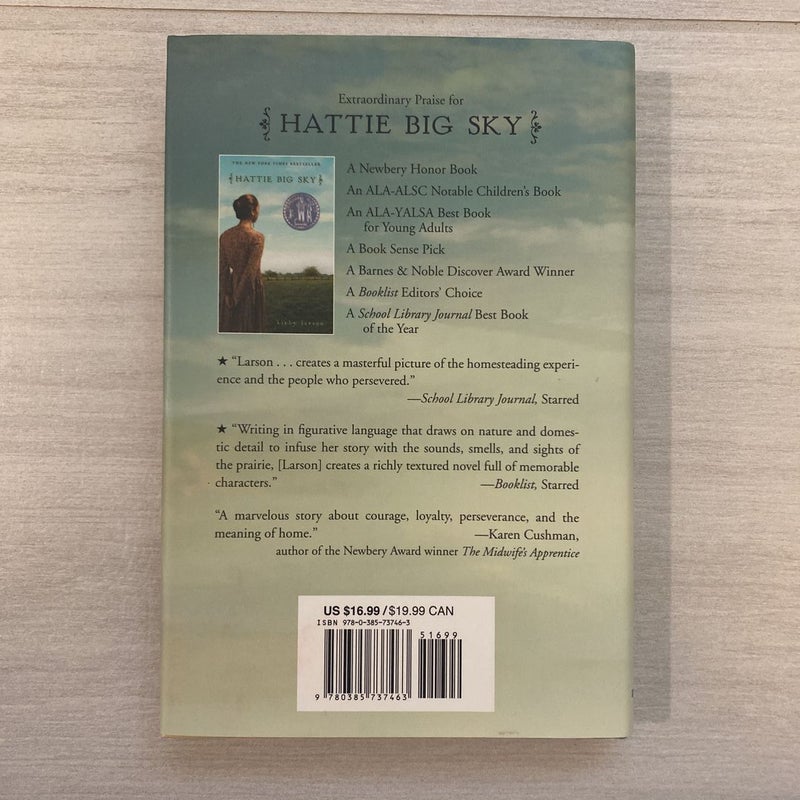 Extraordinary Praise for
HATTIE BIG SKY
THE NEW YORK TIMES BESTSELLER
HATTIE BIG SKY
kirby larson
A Newbery Honor Book
An ALA-ALSC Notable Children's Book
An ALA-YALSA Best Book
for Young Adults
A Book Sense Pick
A Barnes & Noble Discover Award Winner
A Booklist Editors' Choice
A School Library Journal Best Book
of the Year
★ “Larson . . . creates a masterful picture of the homesteading experi-
ence and the people who persevered.”
—School Library Journal, Starred
★ “Writing in figurative language that draws on nature and domes-
tic detail to infuse her story with the sounds, smells, and sights of
the prairie, [Larson] creates a richly textured novel full of memorable
characters.” —Booklist, Starred
“A marvelous story about courage, loyalty, perseverance, and the
meaning of home.” —Karen Cushman,
author of the Newbery Award winner The Midwife's Apprentice
US $16.99 / $19.99 CAN
ISBN 978-0-385-73746-3
51699
9 780385 737463